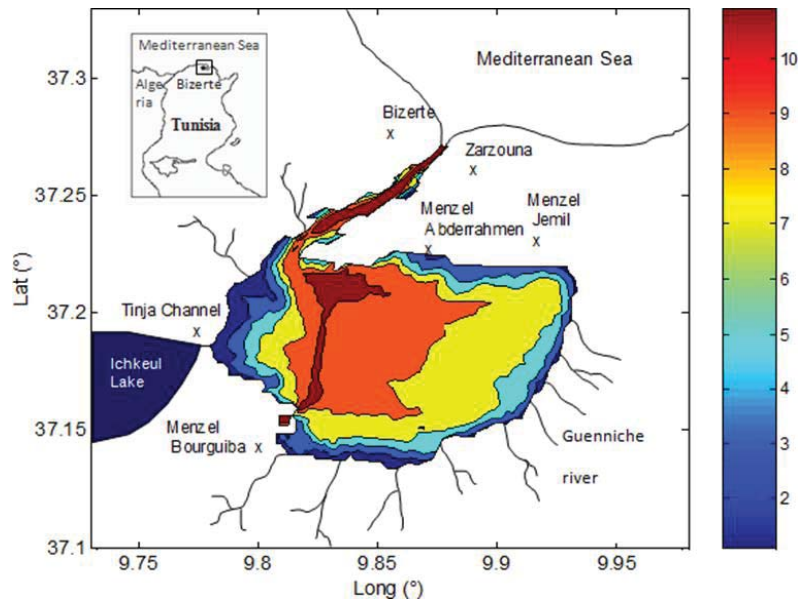 Mediterranean Sea
Alge
ria
Bizerte
Tunisia
Mediterranean Sea
Bizerte
x
Zarzouna
x
Menzel
Abderrahmen
x
Menzel
Jemil
x
Tinja Channel
x
Ichkeul
Lake
Menzel
Bourguiba x
Guenniche
river
Lat (°)
37.3
37.25
37.2
37.15
37.1
9.75 9.8 9.85 9.9 9.95
Long (°)
10
9
8
7
6
5
4
3
2